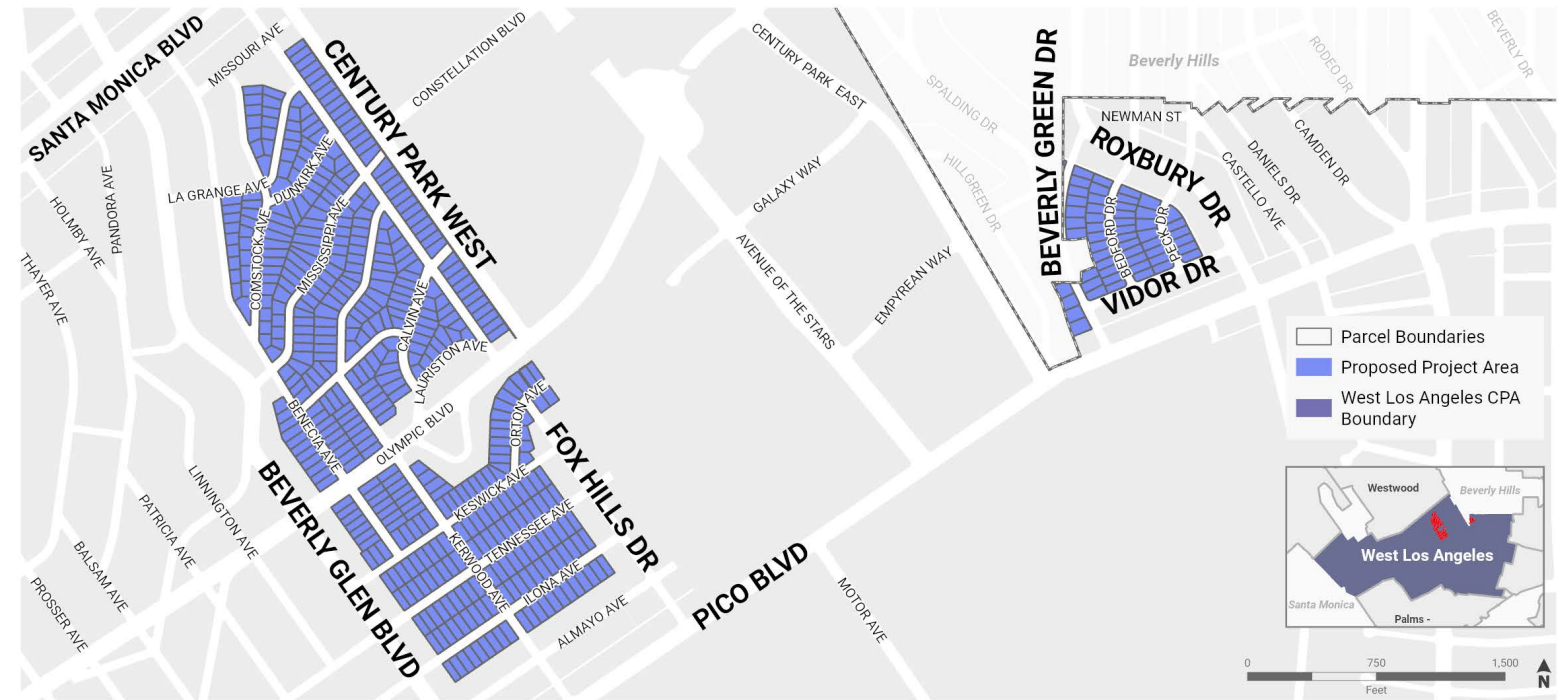 SANTA MONICA BLVD
MISSOURI AVE
CENTURY PARK WEST
CONSTELLATION BLVD
CENTURY PARK EAST
SPALDING DR
HILLGREEN DR
BEVERLY GREEN DR
Beverly Hills
RODEO DR
BEVERLY DR
NEWMAN ST
ROXBURY DR
CAMDEN DR
DANIELS DR
CASTELLO AVE
BEDFORD DR
PECK DR
VIDOR DR
LA GRANGE AVE
DUNKIRK AVE
PANDORA AVE
HOLMBY AVE
THAYER AVE
COMSTOCK AVE
MISSISSIPPI AVE
CALVIN AVE
LAURISTON AVE
GALAXY WAY
AVENUE OF THE STARS
EMPYREAN WAY
BENECIA AVE
OLYMPIC BLVD
ORTON AVE
FOX HILLS DR
KESWICK AVE
TENNESSEE AVE
KERWOOD AVE
ILONA AVE
ALMAYO AVE
BEVERLY GLEN BLVD
LINNINGTON AVE
PATRICIA AVE
BALSAM AVE
PROSSER AVE
PICO BLVD
MOTOR AVE
Parcel Boundaries
Proposed Project Area
West Los Angeles CPA
Boundary
Westwood
Beverly Hills
West Los Angeles
Santa Monica
Palms -
0 750 1,500
Feet
N